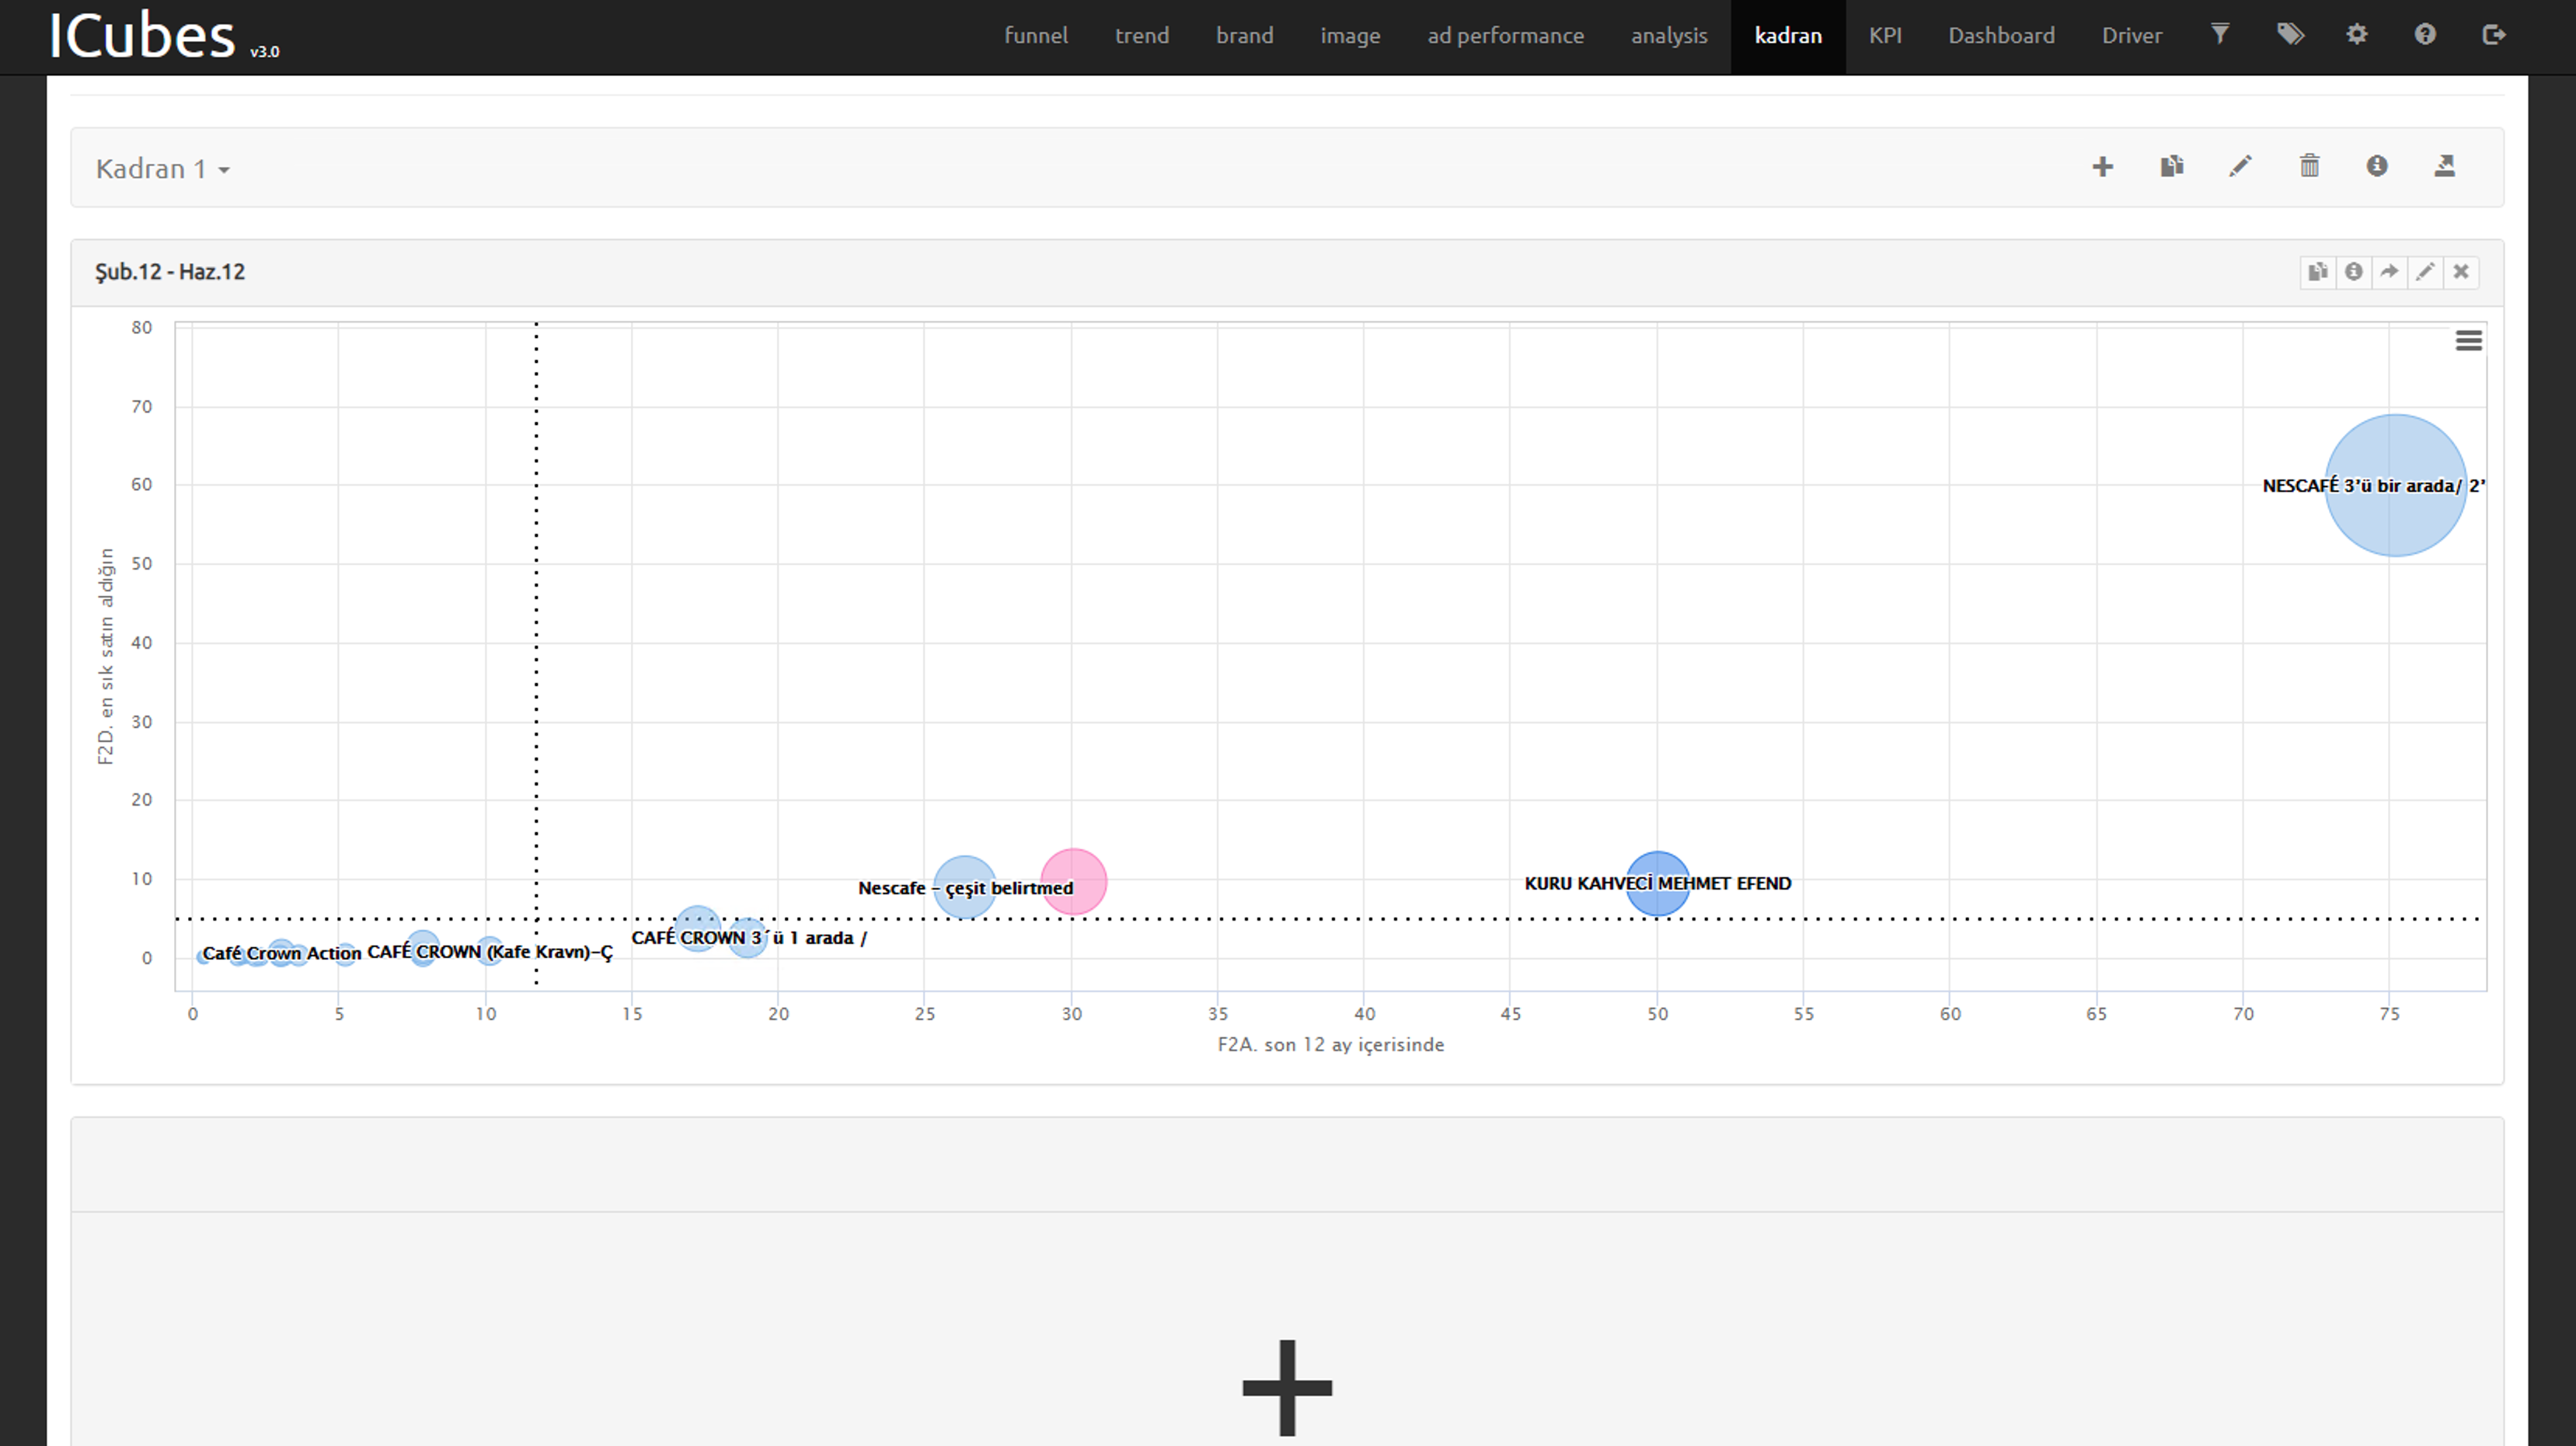 ICubes v3.0
funnel trend brand image ad performance analysis kadran KPI Dashboard Driver
Kadran 1
Şub.12 - Haz.12
80
70
60
50
40
30
20
10
0
F2D. en sık satın aldığın
NESCAFÉ 3'ü bir arada/ 2'
Nescafe - çeşit belirtmed
KURU KAHVECİ MEHMET EFEND
CAFÉ CROWN 3´ü 1 arada /
Café Crown Action
CAFÉ CROWN (Kafe Kravn)-Ç
0 5 10 15 20 25 30 35 40 45 50 55 60 65 70 75
F2A. son 12 ay içerisinde